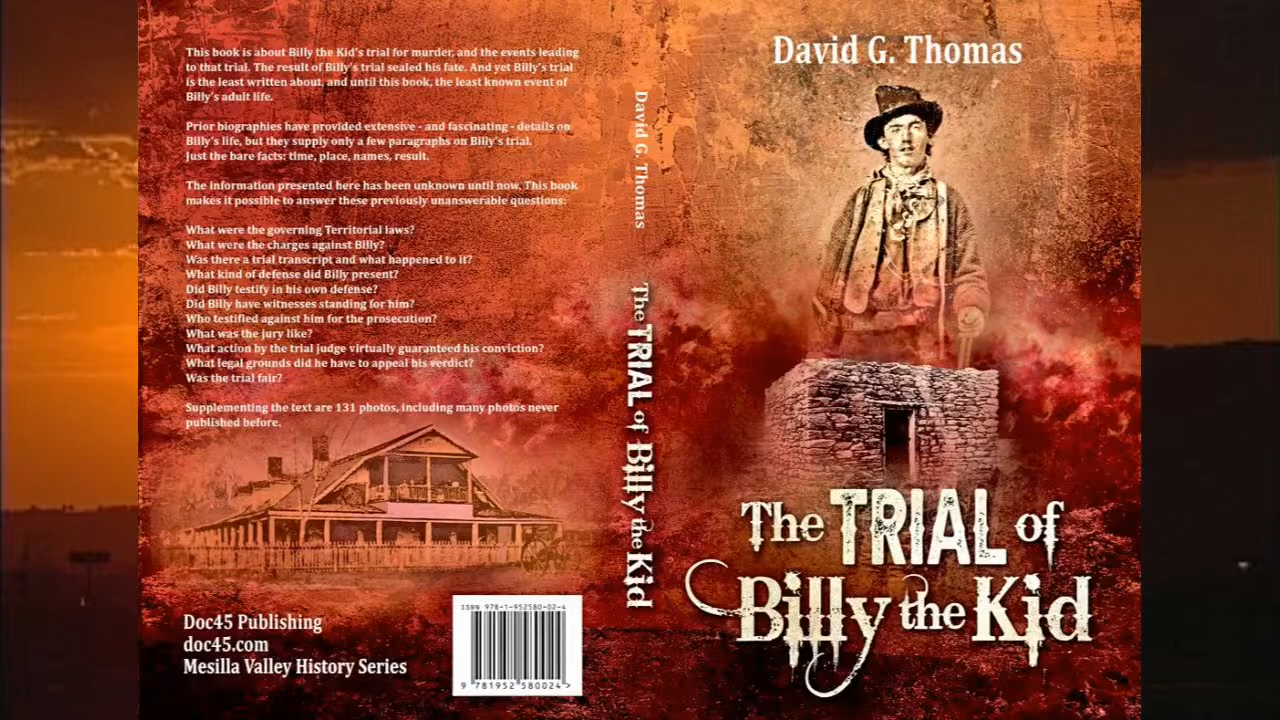 This book is about Billy the Kid's trial for murder, and the events leading
to that trial. The result of Billy's trial sealed his fate. And yet Billy's trial
is the least written about, and until this book, the least known event of
Billy's adult life.
Prior biographies have provided extensive - and fascinating - details on
Billy's life, but they supply only a few paragraphs on Billy's trial.
Just the bare facts: time, place, names, result.
The information presented here has been unknown until now. This book
makes it possible to answer these previously unanswerable questions:
What were the governing Territorial laws?
What were the charges against Billy?
Was there a trial transcript and what happened to it?
What kind of defense did Billy present?
Did Billy testify in his own defense?
Did Billy have witnesses standing for him?
Who testified against him for the prosecution?
What was the jury like?
What action by the trial judge virtually guaranteed his conviction?
What legal grounds did he have to appeal his verdict?
Was the trial fair?
Supplementing the text are 131 photos, including many photos never
published before.
Doc45 Publishing
doc45.com
Mesilla Valley History Series
ISBN 978-1-952580-02-4
9 781952 580024 >
David G. Thomas
The TRIAL of Billy the Kid
David G. Thomas
The TRIAL of
Billy the Kid